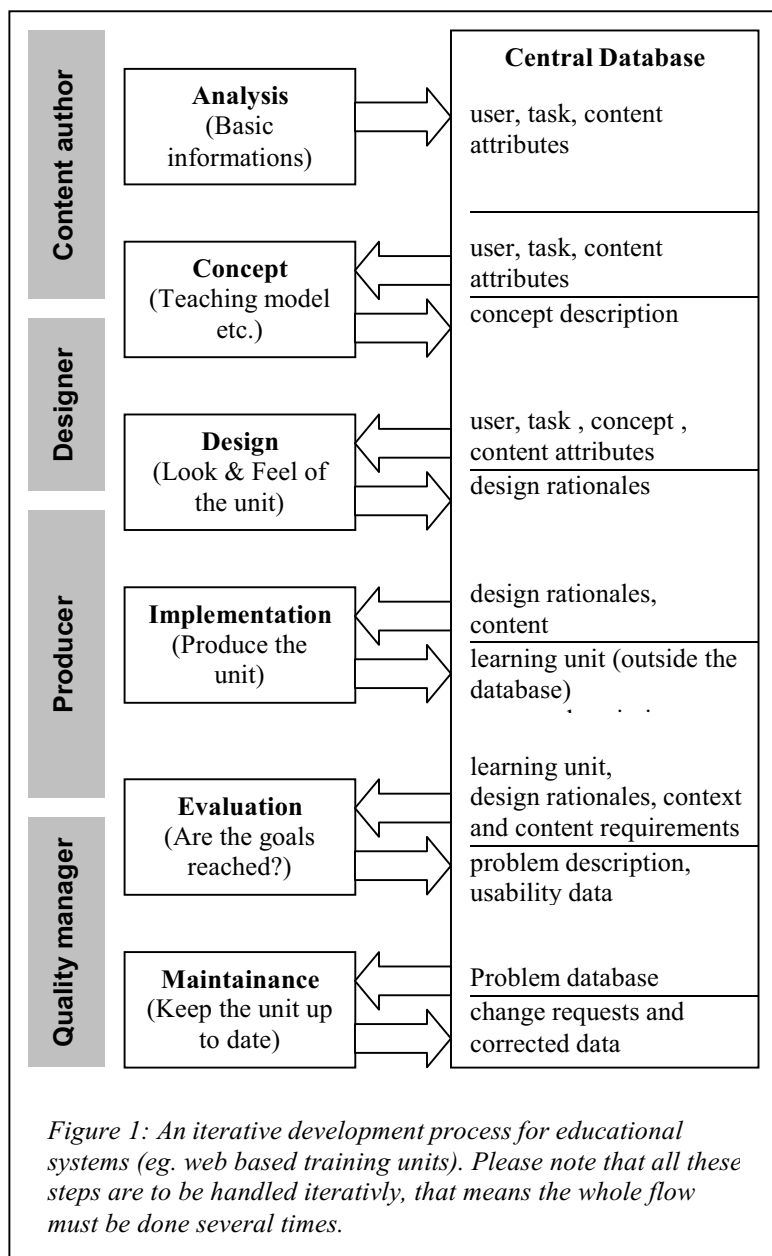 Content author
Designer
Producer
Quality manager
Analysis
(Basic
informations)
Concept
(Teaching model
etc.)
Design
(Look & Feel of
the unit)
Implementation
(Produce the
unit)
Evaluation
(Are the goals
reached?)
Maintainance
(Keep the unit up
to date)
Central Database
user, task, content
attributes
user, task, content
attributes
concept description
user, task , concept ,
content attributes
design rationales
design rationales,
content
learning unit (outside the
database)
learning unit,
design rationales, context
and content requirements
problem description,
usability data
Problem database
change requests and
corrected data
Figure 1: An iterative development process for educational
systems (eg. web based training units). Please note that all these
steps are to be handled iterativly, that means the whole flow
must be done several times.